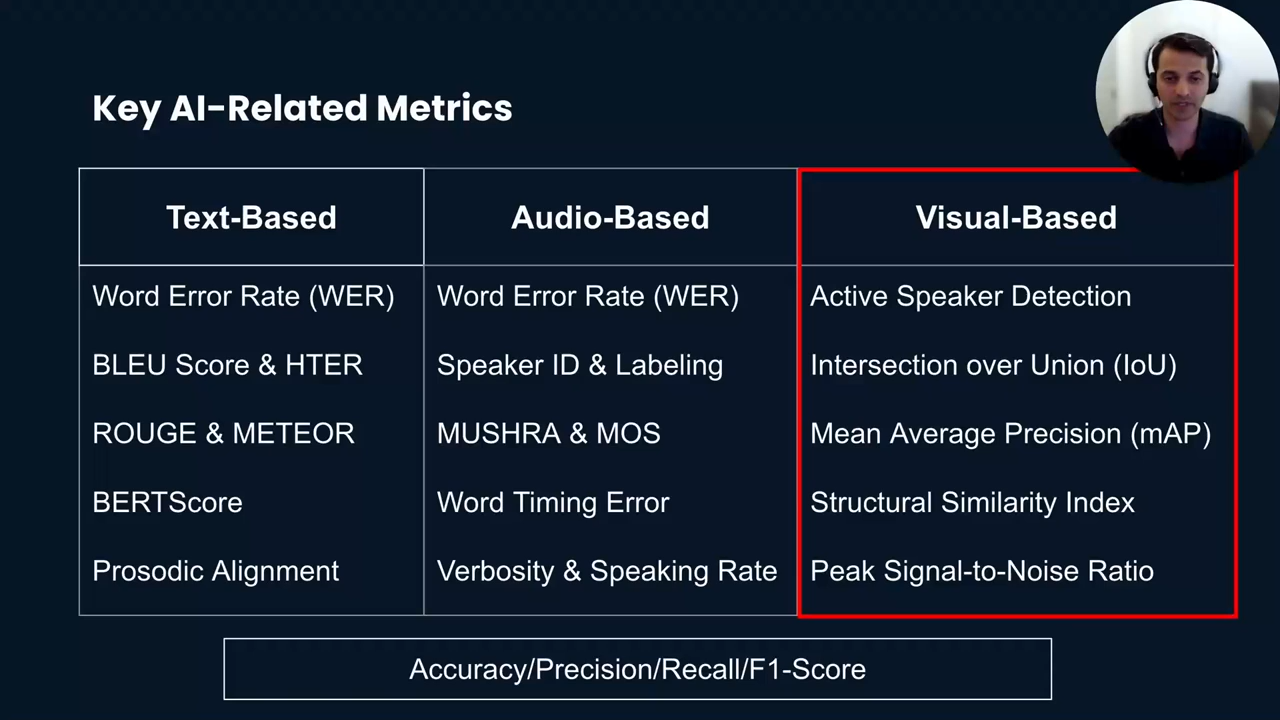 Key AI-Related Metrics
Text-Based
Audio-Based
Visual-Based
Word Error Rate (WER)
Word Error Rate (WER)
Active Speaker Detection
BLEU Score & HTER
Speaker ID & Labeling
Intersection over Union (IoU)
ROUGE & METEOR
MUSHRA & MOS
Mean Average Precision (mAP)
BERTScore
Word Timing Error
Structural Similarity Index
Prosodic Alignment
Verbosity & Speaking Rate
Peak Signal-to-Noise Ratio
Accuracy/Precision/Recall/F1-Score